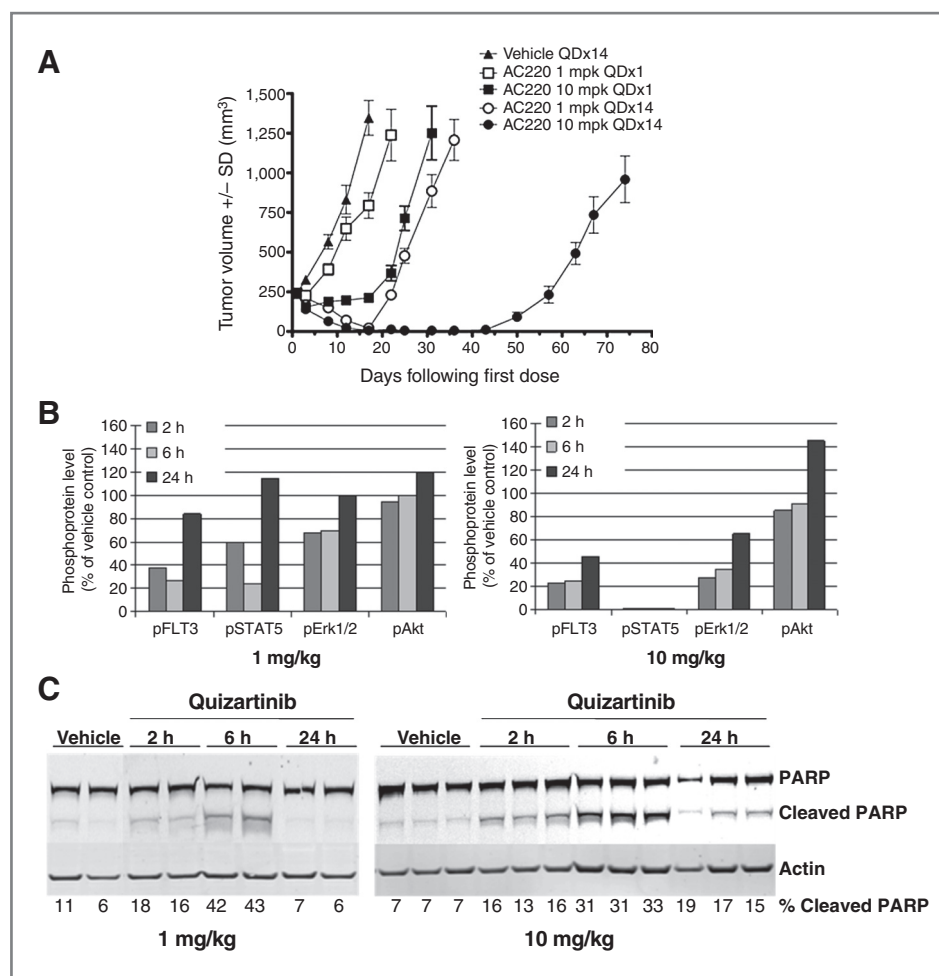 A
Vehicle QDx14
AC220 1 mpk QDx1
AC220 10 mpk QDx1
AC220 1 mpk QDx14
AC220 10 mpk QDx14
Tumor volume +/– SD (mm³)
1,500
1,250
1,000
750
500
250
0
0 10 20 30 40 50 60 70 80
Days following first dose
B
Phosphoprotein level
(% of vehicle control)
160
140
120
100
80
60
40
20
0
2 h
6 h
24 h
pFLT3 pSTAT5 pErk1/2 pAkt
1 mg/kg
Phosphoprotein level
(% of vehicle control)
160
140
120
100
80
60
40
20
0
2 h
6 h
24 h
pFLT3 pSTAT5 pErk1/2 pAkt
10 mg/kg
C
Quizartinib
Vehicle 2 h 6 h 24 h
11 6 18 16 42 43 7 6
1 mg/kg
Quizartinib
Vehicle 2 h 6 h 24 h
PARP
Cleaved PARP
Actin
7 7 7 16 13 16 31 31 33 19 17 15 % Cleaved PARP
10 mg/kg